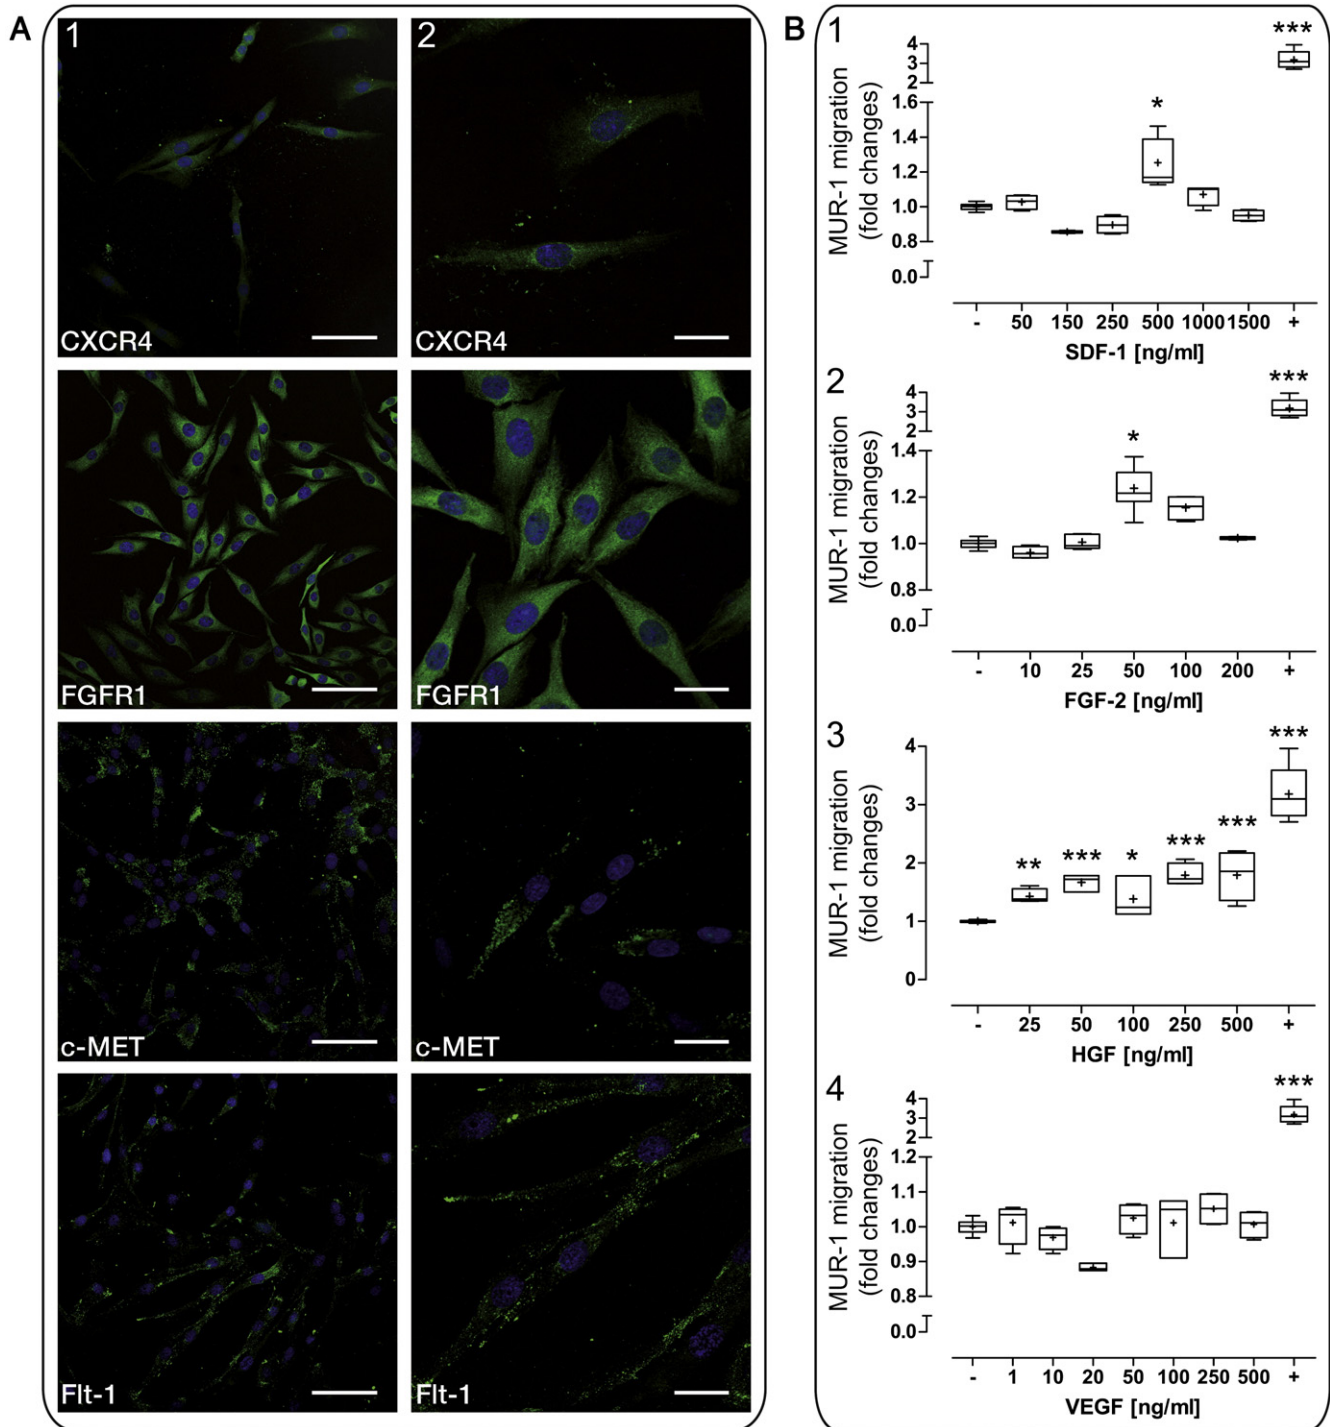 A
1
2
CXCR4
CXCR4
FGFR1
FGFR1
c-MET
c-MET
Flt-1
Flt-1
B
1
MUR-1 migration
(fold changes)
4
3
2
1.6
1.4
1.2
1.0
0.8
0.0
*
***
- 50 150 250 500 1000 1500 +
SDF-1 [ng/ml]
2
MUR-1 migration
(fold changes)
4
3
2
1.4
1.2
1.0
0.8
0.0
*
***
- 10 25 50 100 200 +
FGF-2 [ng/ml]
3
MUR-1 migration
(fold changes)
4
3
2
1
0
** *** * *** *** ***
- 25 50 100 250 500 +
HGF [ng/ml]
4
MUR-1 migration
(fold changes)
4
3
2
1.2
1.1
1.0
0.9
0.8
0.0
***
- 1 10 20 50 100 250 500 +
VEGF [ng/ml]